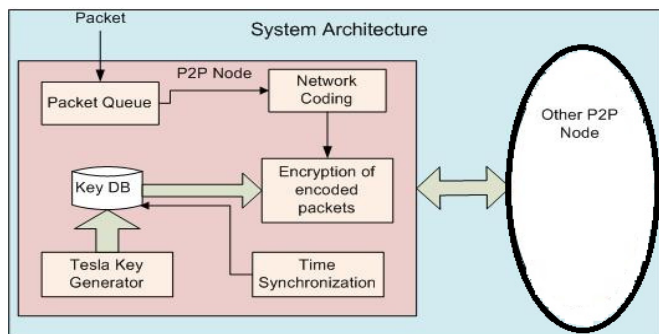 Packet
System Architecture
P2P Node
Packet Queue
Network
Coding
Other P2P
Node
Key DB
Encryption of
encoded
packets
Tesla Key
Generator
Time
Synchronization